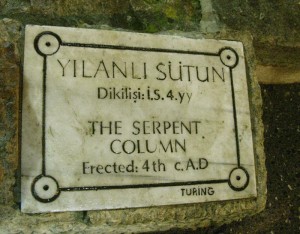 YILANLI SÜTUN
Dikilişi: İ.S. 4.yy
THE SERPENT
COLUMN
Erected: 4th c.A.D
TURING